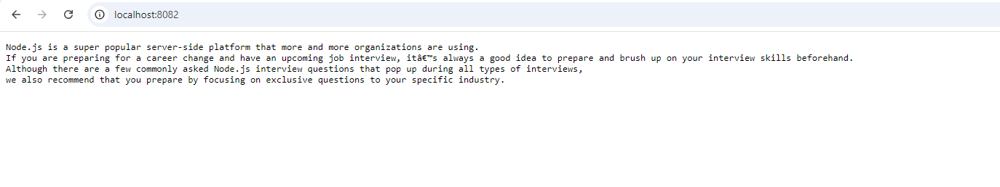 localhost:8082
Node.js is a super popular server-side platform that more and more organizations are using.
If you are preparing for a career change and have an upcoming job interview, itâ€™s always a good idea to prepare and brush up on your interview skills beforehand.
Although there are a few commonly asked Node.js interview questions that pop up during all types of interviews,
we also recommend that you prepare by focusing on exclusive questions to your specific industry.